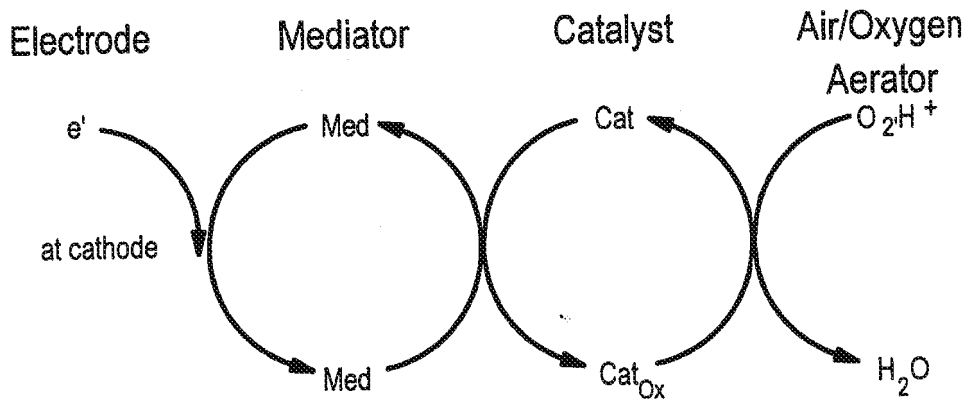 Electrode Mediator Catalyst Air/Oxygen
Aerator
e' Med Cat O2'H +
at cathode
Med CatOx H2O